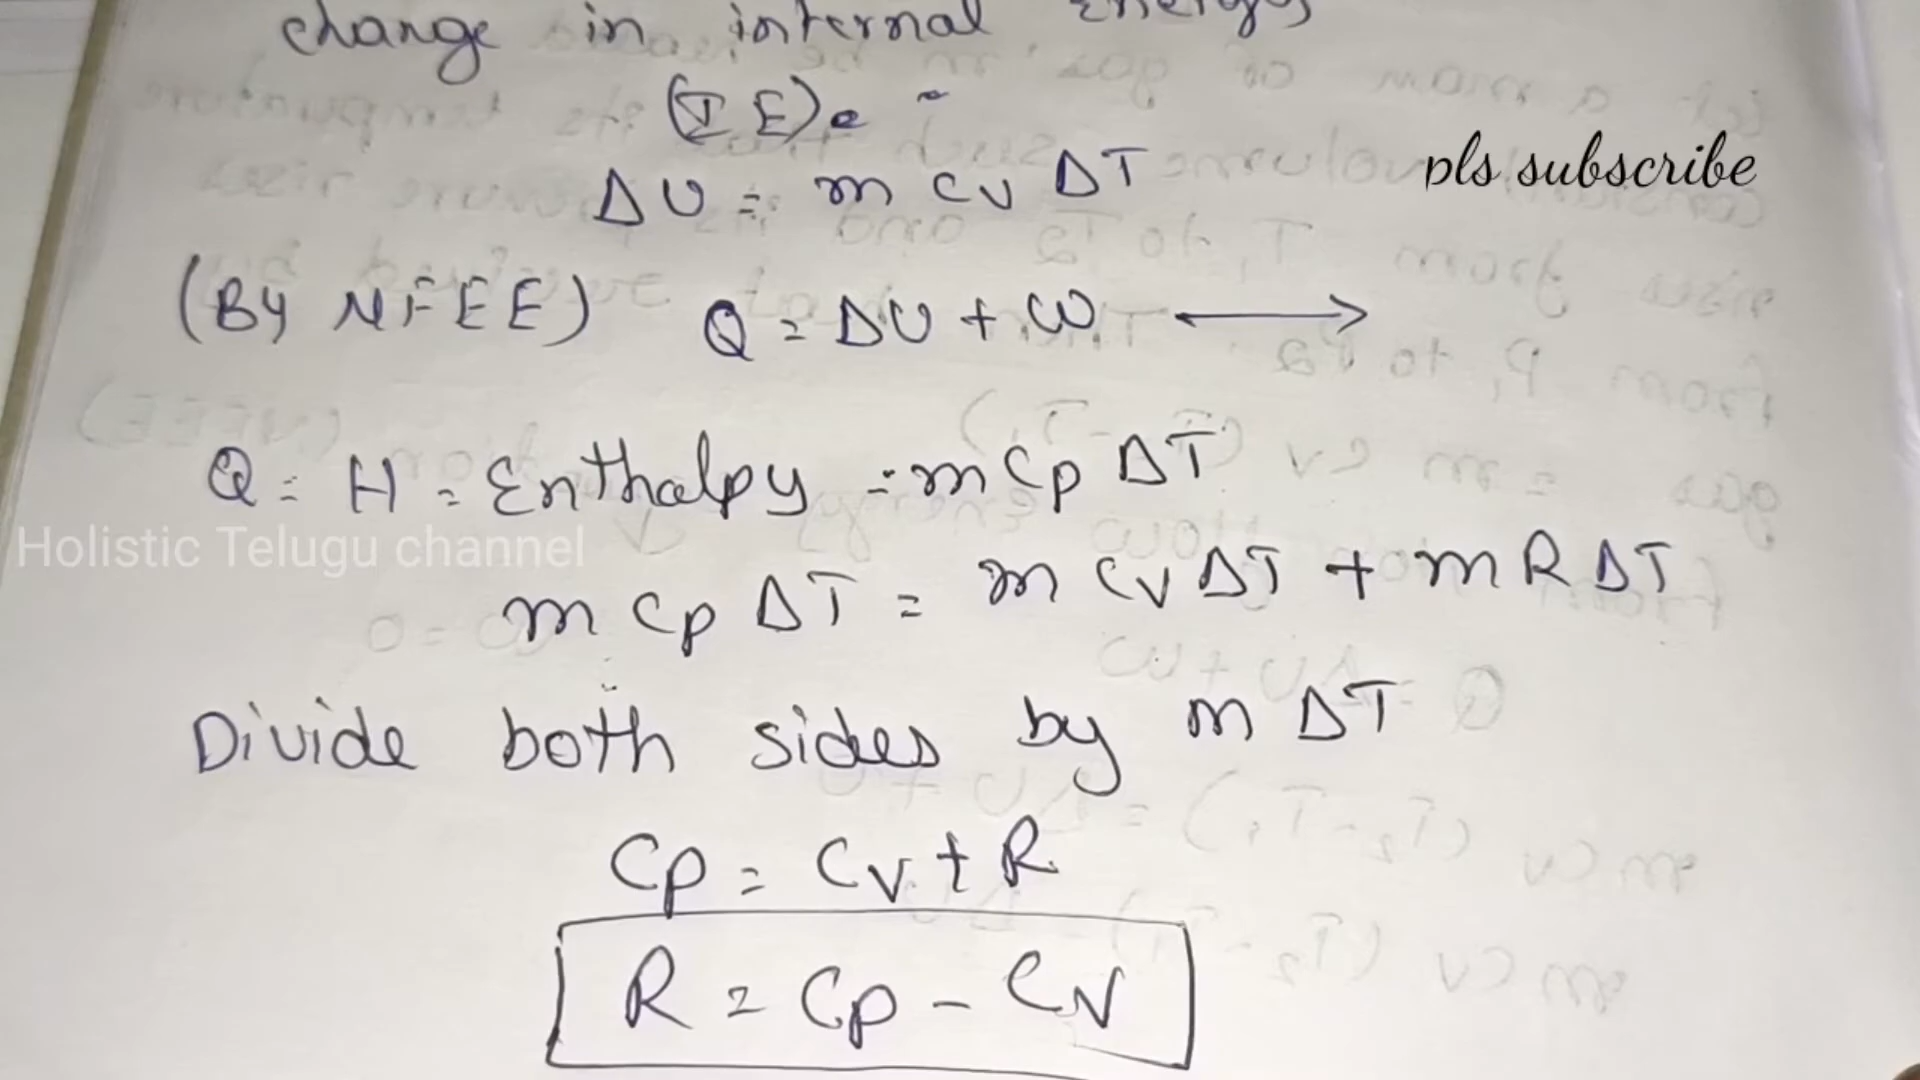 change in internal energy
(I E) =
ΔU = m Cv ΔT
pls subscribe
(By NFEE) Q = ΔU + W ⟷
Q = H = Enthalpy = m Cp ΔT
Holistic Telugu channel
m Cp ΔT = m Cv ΔT + m R ΔT
Divide both sides by m ΔT
Cp = Cv + R
R = Cp - Cv